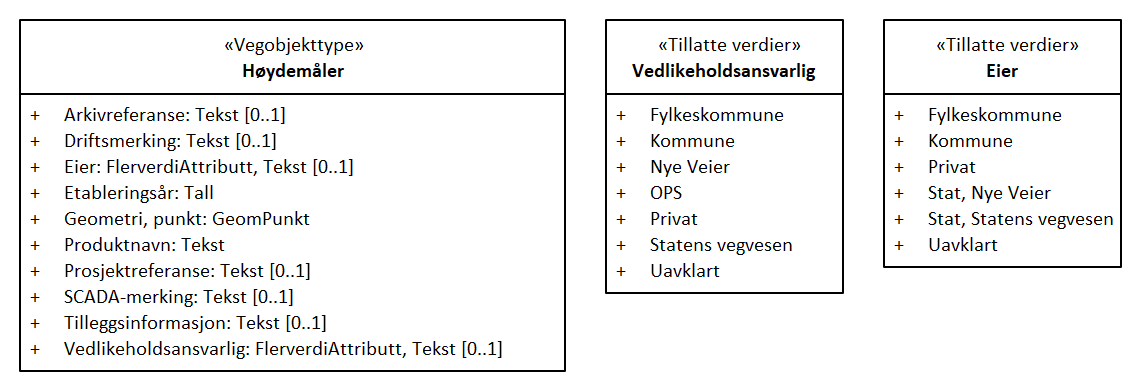 «Vegobjekttype»
Høydemåler
+ Arkivreferanse: Tekst [0..1]
+ Driftsmerking: Tekst [0..1]
+ Eier: FlerverdiAttributt, Tekst [0..1]
+ Etableringsår: Tall
+ Geometri, punkt: GeomPunkt
+ Produktnavn: Tekst
+ Prosjektreferanse: Tekst [0..1]
+ SCADA-merking: Tekst [0..1]
+ Tilleggsinformasjon: Tekst [0..1]
+ Vedlikeholdsansvarlig: FlerverdiAttributt, Tekst [0..1]
«Tillatte verdier»
Vedlikeholdsansvarlig
+ Fylkeskommune
+ Kommune
+ Nye Veier
+ OPS
+ Privat
+ Statens vegvesen
+ Uavklart
«Tillatte verdier»
Eier
+ Fylkeskommune
+ Kommune
+ Privat
+ Stat, Nye Veier
+ Stat, Statens vegvesen
+ Uavklart